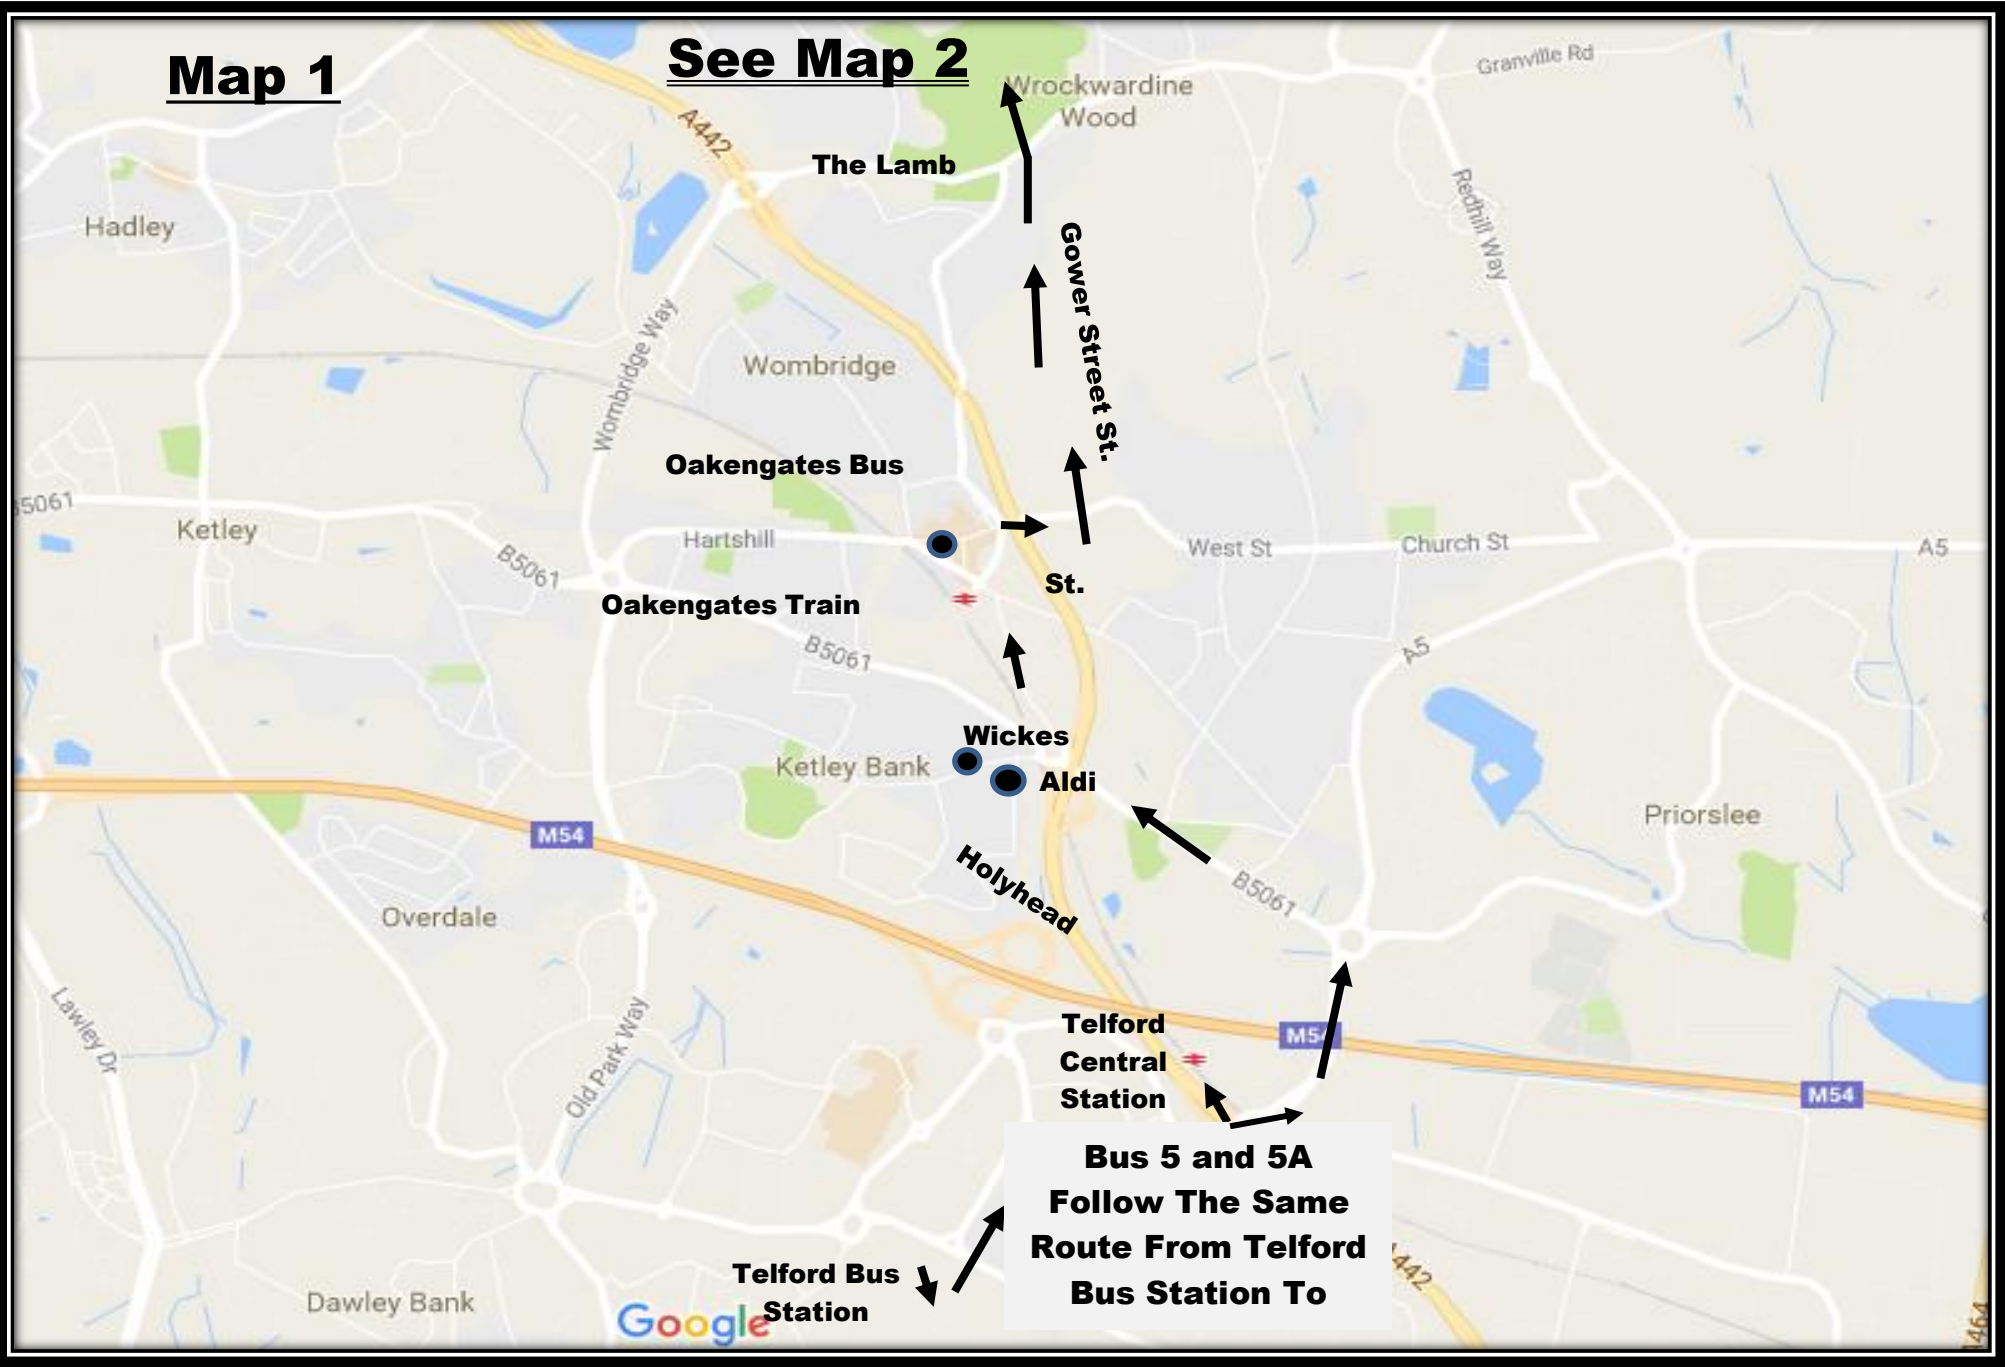 Map 1
See Map 2
Granville Rd
Wrockwardine
Wood
A442
The Lamb
Redhill Way
Hadley
Gower Street St.
Wombridge Way
Wombridge
Oakengates Bus
B5061
Ketley
Hartshill
West St
Church St
A5
B5061
St.
Oakengates Train
B5061
A5
Wickes
Ketley Bank
Aldi
Priorslee
M54
Holyhead
B5061
Overdale
Lawley Dr
Old Park Way
Telford
Central
Station
M54
M54
Bus 5 and 5A
Follow The Same
Route From Telford
Bus Station To
Telford Bus
Station
A442
Dawley Bank
Google